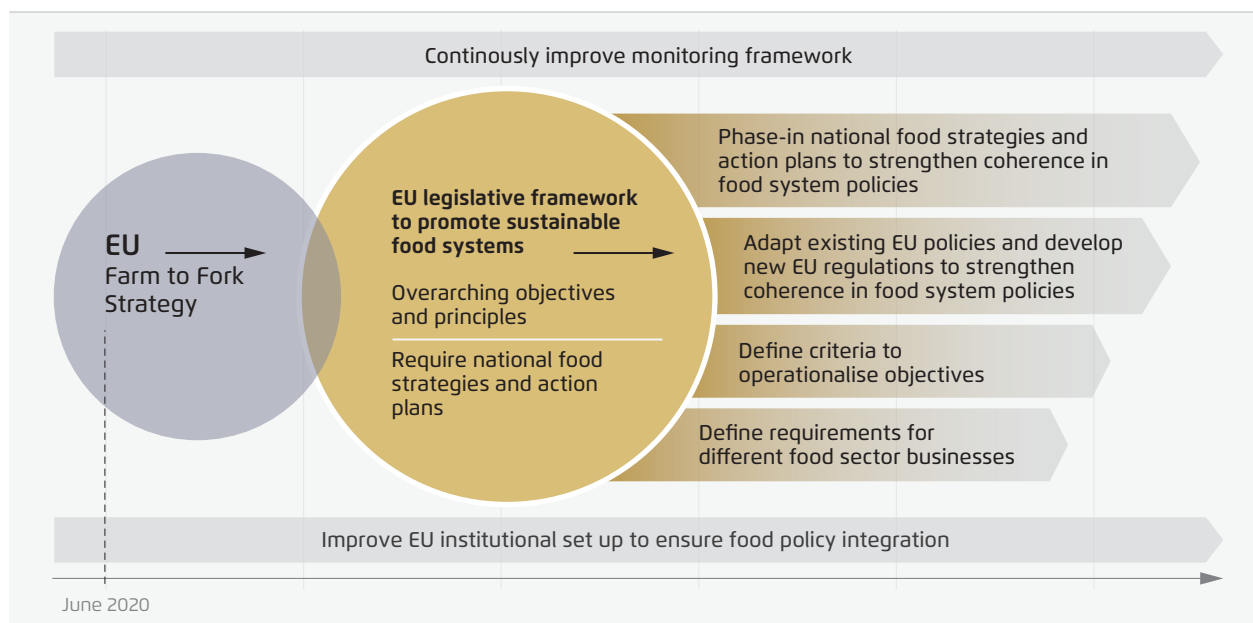 Continously improve monitoring framework
EU
Farm to Fork
Strategy
EU legislative framework
to promote sustainable
food systems
Overarching objectives
and principles
Require national food
strategies and action
plans
Phase-in national food strategies and
action plans to strengthen coherence in
food system policies
Adapt existing EU policies and develop
new EU regulations to strengthen
coherence in food system policies
Define criteria to
operationalise objectives
Define requirements for
different food sector businesses
Improve EU institutional set up to ensure food policy integration
June 2020